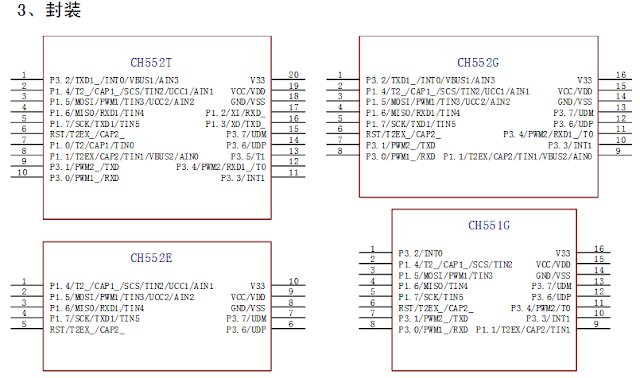 3、封装
CH552T
1 P3.2/TXD1_/INT0/VBUS1/AIN3 V33 20
2 P1.4/T2_/CAP1_/SCS/TIN2/UCC1/AIN1 VCC/VDD 19
3 P1.5/MOSI/PWM1/TIN3/UCC2/AIN2 GND/VSS 18
4 P1.6/MISO/RXD1/TIN4 P1.2/XI/RXD_ 17
5 P1.7/SCK/TXD1/TIN5 P1.3/XO/TXD_ 16
6 RST/T2EX_/CAP2_ P3.7/UDM 15
7 P1.0/T2/CAP1/TIN0 P3.6/UDP 14
8 P1.1/T2EX/CAP2/TIN1/VBUS2/AIN0 P3.5/T1 13
9 P3.1/PWM2_/TXD P3.4/PWM2/RXD1_/T0 12
10 P3.0/PWM1_/RXD P3.3/INT1 11
CH552G
1 P3.2/TXD1_/INT0/VBUS1/AIN3 V33 16
2 P1.4/T2_/CAP1_/SCS/TIN2/UCC1/AIN1 VCC/VDD 15
3 P1.5/MOSI/PWM1/TIN3/UCC2/AIN2 GND/VSS 14
4 P1.6/MISO/RXD1/TIN4 P3.7/UDM 13
5 P1.7/SCK/TXD1/TIN5 P3.6/UDP 12
6 RST/T2EX_/CAP2_ P3.4/PWM2/RXD1_/T0 11
7 P3.1/PWM2_/TXD P3.3/INT1 10
8 P3.0/PWM1_/RXD P1.1/T2EX/CAP2/TIN1/VBUS2/AIN0 9
CH552E
1 P1.4/T2_/CAP1_/SCS/TIN2/UCC1/AIN1 V33 10
2 P1.5/MOSI/PWM1/TIN3/UCC2/AIN2 VCC/VDD 9
3 P1.6/MISO/RXD1/TIN4 GND/VSS 8
4 P1.7/SCK/TXD1/TIN5 P3.7/UDM 7
5 RST/T2EX_/CAP2_ P3.6/UDP 6
CH551G
1 P3.2/INT0 V33 16
2 P1.4/T2_/CAP1_/SCS/TIN2 VCC/VDD 15
3 P1.5/MOSI/PWM1/TIN3 GND/VSS 14
4 P1.6/MISO/TIN4 P3.7/UDM 13
5 P1.7/SCK/TIN5 P3.6/UDP 12
6 RST/T2EX_/CAP2_ P3.4/PWM2/T0 11
7 P3.1/PWM2_/TXD P3.3/INT1 10
8 P3.0/PWM1_/RXD P1.1/T2EX/CAP2/TIN1 9